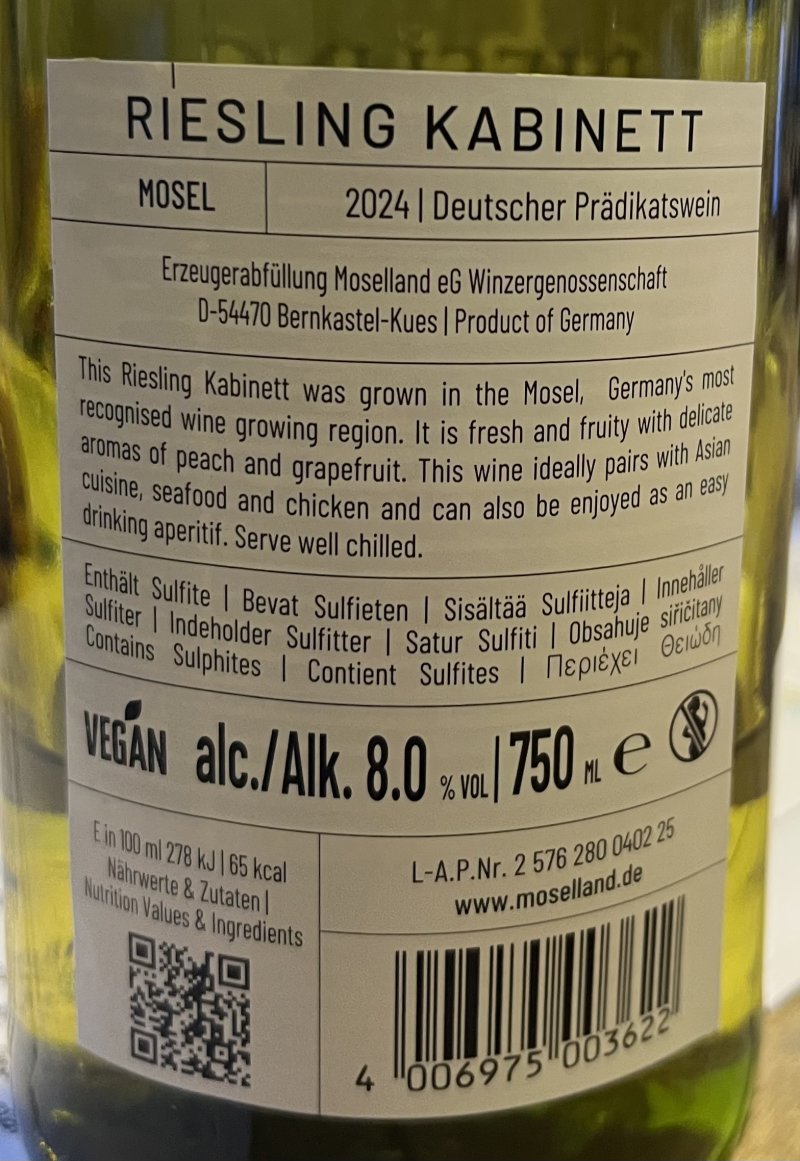 RIESLING KABINETT
MOSEL
2024 | Deutscher Prädikatswein
Erzeugerabfüllung Moselland eG Winzergenossenschaft
D-54470 Bernkastel-Kues | Product of Germany
This Riesling Kabinett was grown in the Mosel, Germany's most
recognised wine growing region. It is fresh and fruity with delicate
aromas of peach and grapefruit. This wine ideally pairs with Asian
cuisine, seafood and chicken and can also be enjoyed as an easy
drinking aperitif. Serve well chilled.
Enthält Sulfite | Bevat Sulfieten | Sisältää Sulfiitteja | Innehåller
Sulfiter | Indeholder Sulfitter | Satur Sulfiti | Obsahuje siřičitany
Contains Sulphites | Contient Sulfites | Περιέχει Θειώδη
VEGAN alc./Alk. 8.0 % VOL | 750 ML e
E in 100 ml 278 kJ | 65 kcal
Nährwerte & Zutaten |
Nutrition Values & Ingredients
L-A.P.Nr. 2 576 280 0402 25
www.moselland.de
4 006975 003622